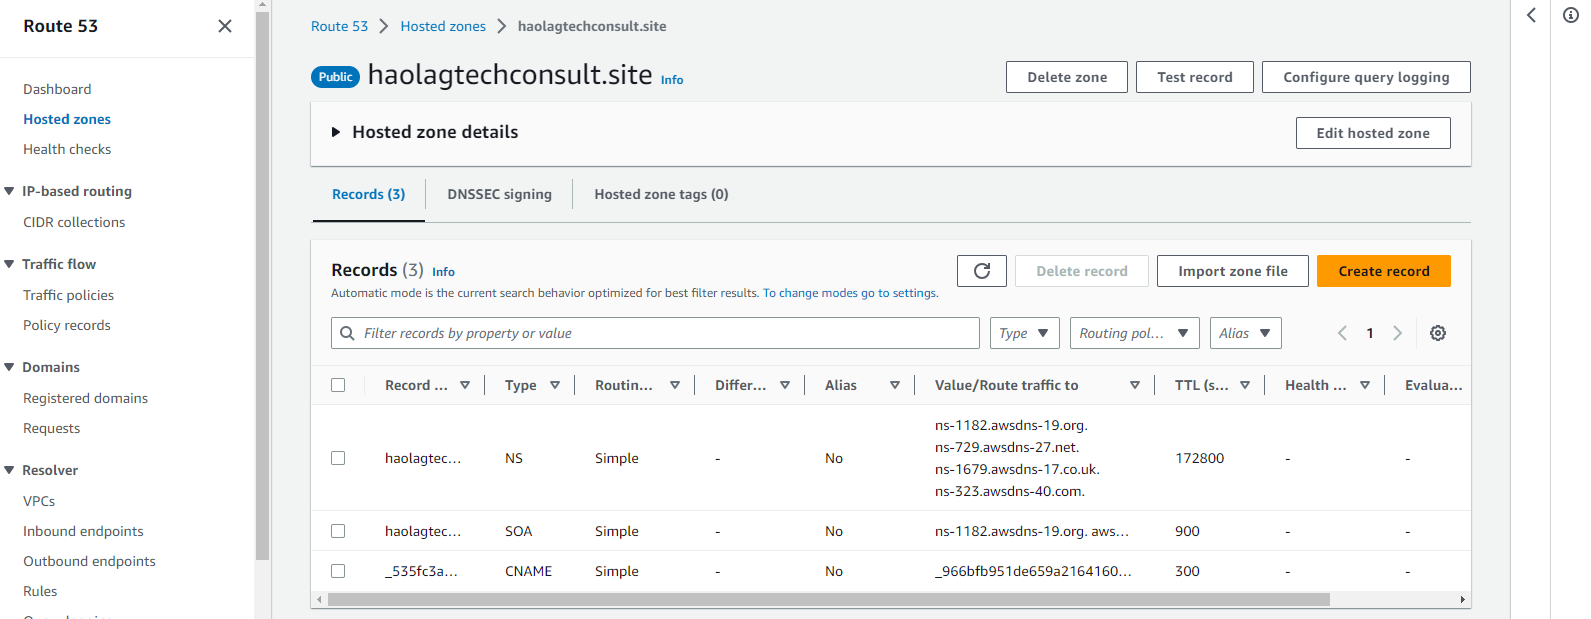 Route 53
Dashboard
Hosted zones
Health checks
IP-based routing
CIDR collections
Traffic flow
Traffic policies
Policy records
Domains
Registered domains
Requests
Resolver
VPCs
Inbound endpoints
Outbound endpoints
Rules
Route 53 Hosted zones haolagtechconsult.site
Public haolagtechconsult.site Info
Delete zone Test record Configure query logging
Hosted zone details Edit hosted zone
Records (3) DNSSEC signing Hosted zone tags (0)
Records (3) Info
Delete record Import zone file Create record
Automatic mode is the current search behavior optimized for best filter results. To change modes go to settings.
Filter records by property or value Type Routing pol... Alias 1
Record ... Type Routin... Differ... Alias Value/Route traffic to TTL (s... Health ... Evalua...
ns-1182.awsdns-19.org.
ns-729.awsdns-27.net.
haolagtec... NS Simple - No 172800 - -
ns-1679.awsdns-17.co.uk.
ns-323.awsdns-40.com.
haolagtec... SOA Simple - No ns-1182.awsdns-19.org. aws... 900 - -
_535fc3a... CNAME Simple - No _966bfb951de659a2164160... 300 - -